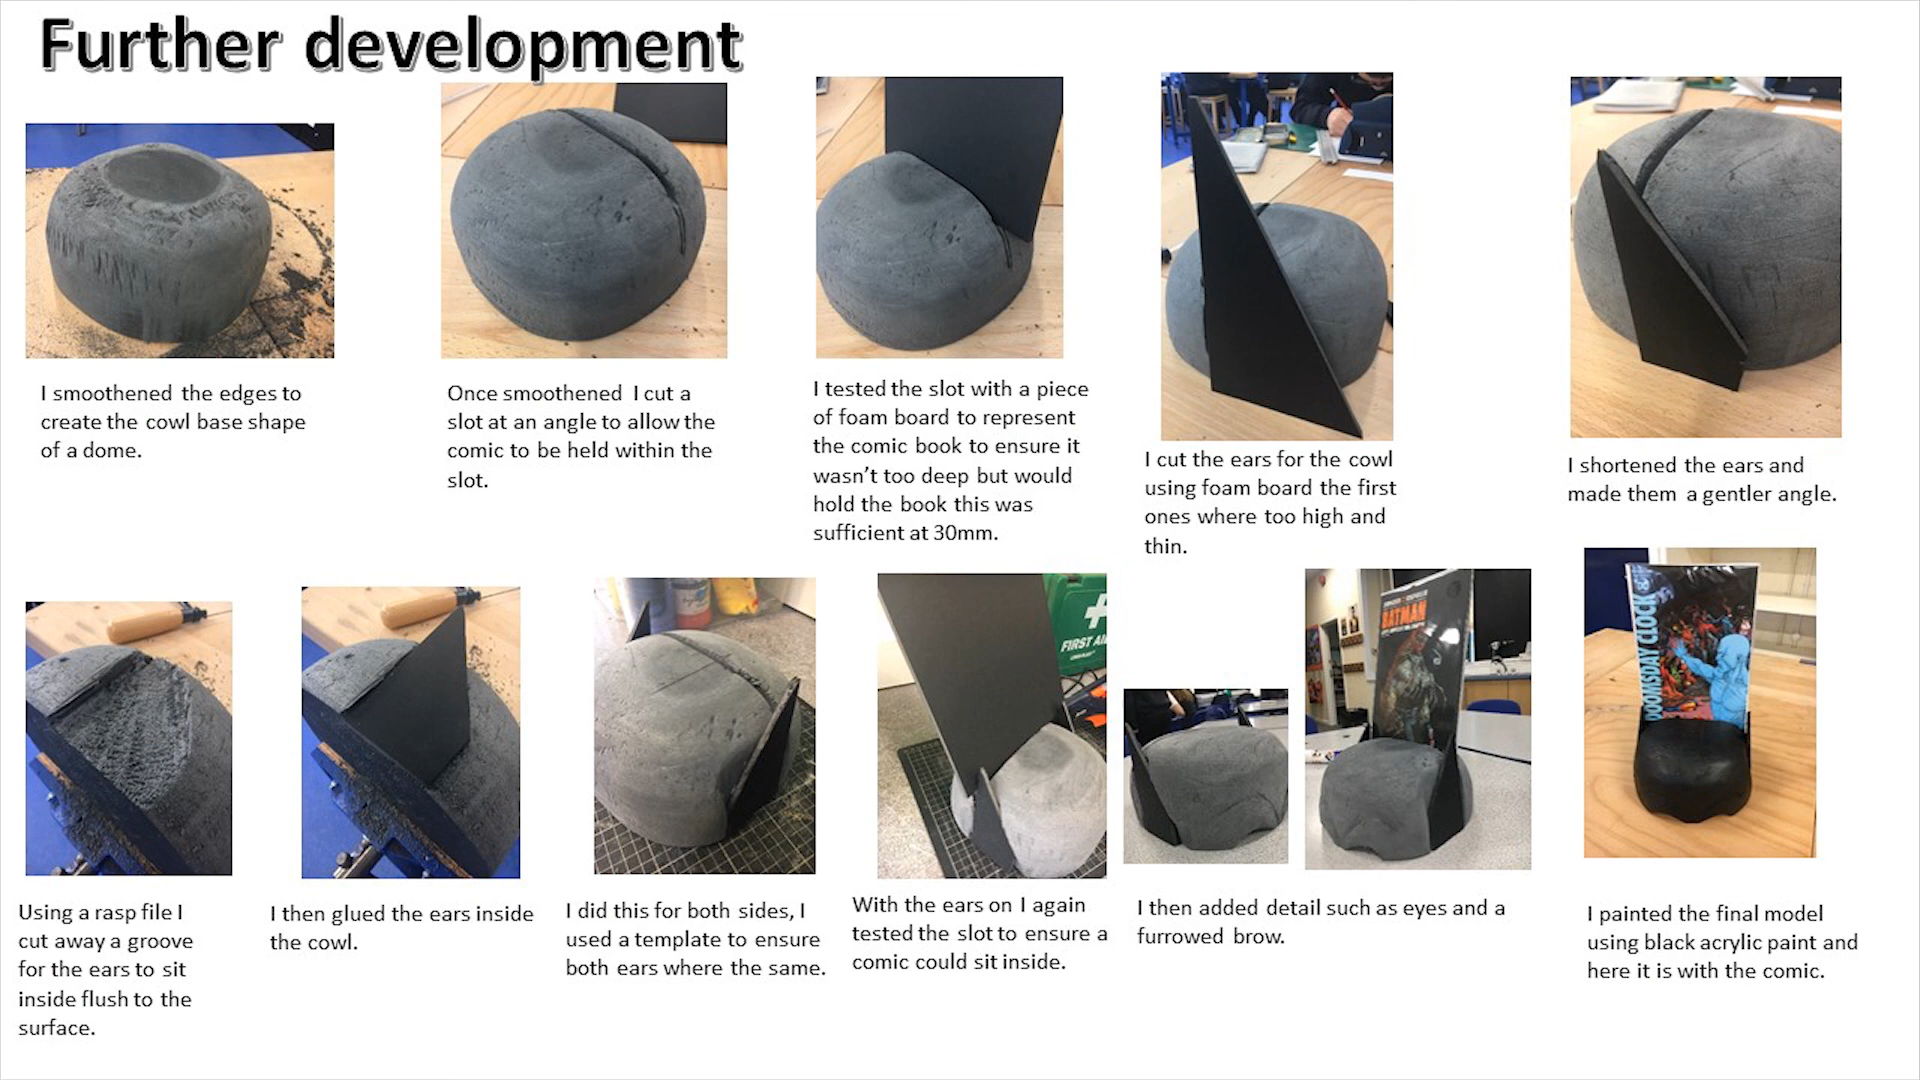 Further development
I smoothened the edges to
create the cowl base shape
of a dome.
Once smoothened I cut a
slot at an angle to allow the
comic to be held within the
slot.
I tested the slot with a piece
of foam board to represent
the comic book to ensure it
wasn't too deep but would
hold the book this was
sufficient at 30mm.
I cut the ears for the cowl
using foam board the first
ones where too high and
thin.
I shortened the ears and
made them a gentler angle.
Using a rasp file I
cut away a groove
for the ears to sit
inside flush to the
surface.
I then glued the ears inside
the cowl.
I did this for both sides, I
used a template to ensure
both ears where the same.
FIRST AI
With the ears on I again
tested the slot to ensure a
comic could sit inside.
BATMAN
I then added detail such as eyes and a
furrowed brow.
DOOMSDAY CLOCK
I painted the final model
using black acrylic paint and
here it is with the comic.